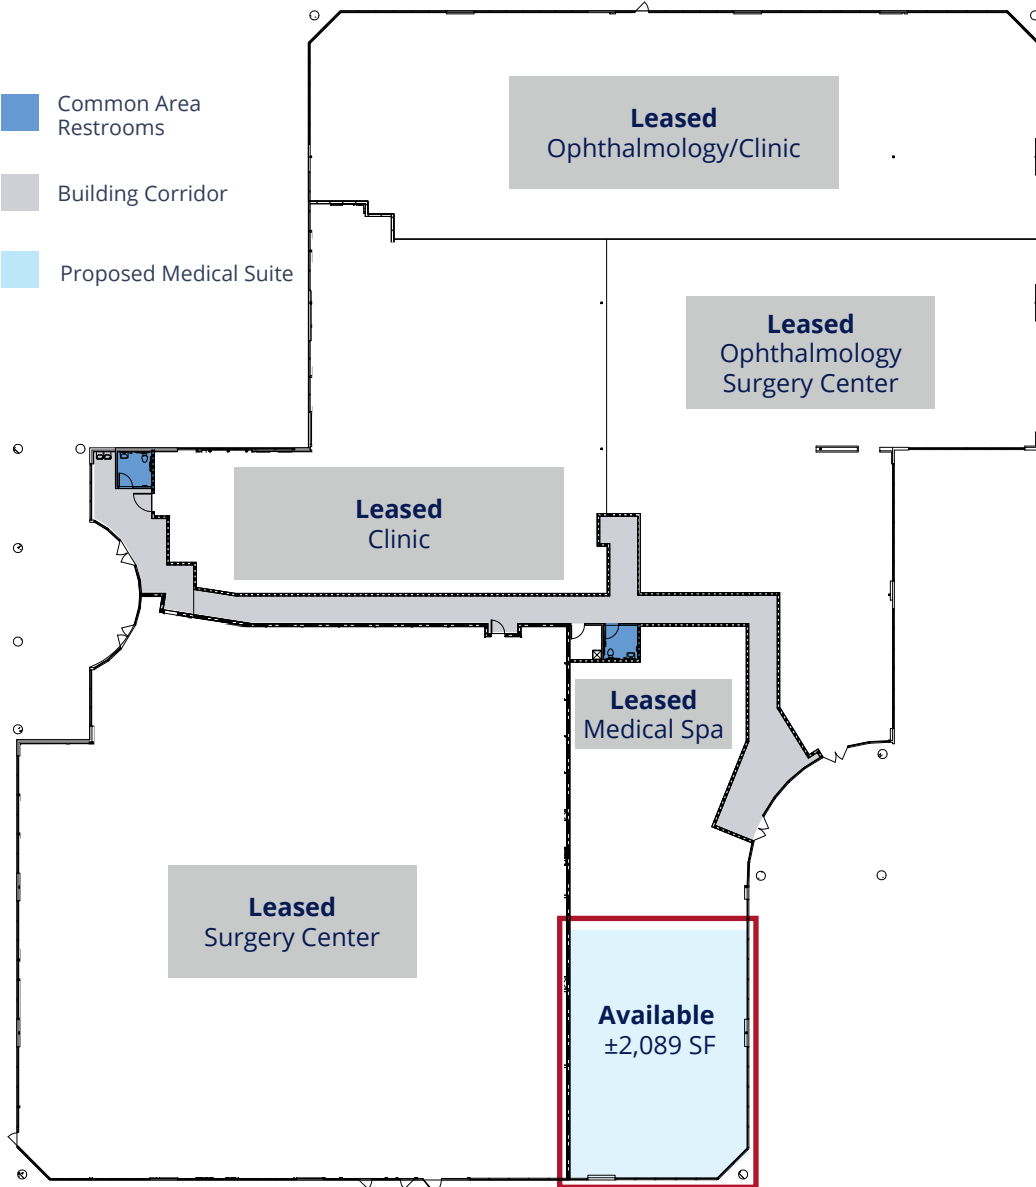 Common Area
Restrooms
Building Corridor
Proposed Medical Suite
Leased
Ophthalmology/Clinic
Leased
Ophthalmology
Surgery Center
Leased
Clinic
Leased
Medical Spa
Leased
Surgery Center
Available
±2,089 SF